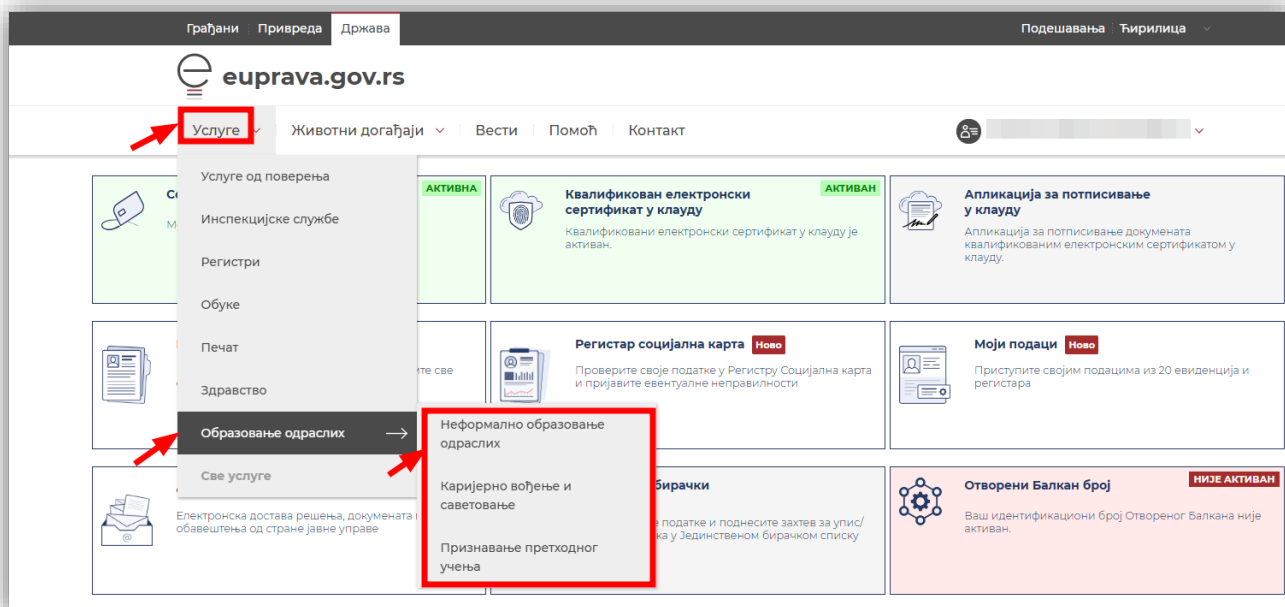 Грађани Привреда Држава Подешавања Ћирилица
euprava.gov.rs
Услуге Животни догађаји Вести Помоћ Контакт
Услуге од поверења
Инспекцијске службе
Регистри
Обуке
Печат
Здравство
Образовање одраслих
Све услуге
Неформално образовање
одраслих
Каријерно вођење и
саветовање
Признавање претходног
учења
АКТИВНА
Квалификован електронски
сертификат у клауду
АКТИВАН
Квалификовани електронски сертификат у клауду је
активан.
Апликација за потписивање
у клауду
Апликација за потписивање докумената
квалификованим електронским сертификатом у
клауду.
те све
Регистар социјална карта Ново
Проверите своје податке у Регистру Социјална карта
и пријавите евентуалне неправилности
Моји подаци Ново
Приступите својим подацима из 20 евиденција и
регистара
Електронска достава решења, докумената
обавештења од стране јавне управе
бирачки
податке и поднесите захтев за упис/
у Јединственом бирачком списку
Отворени Балкан број
НИЈЕ АКТИВАН
Ваш идентификациони број Отвореног Балкана није
активан.